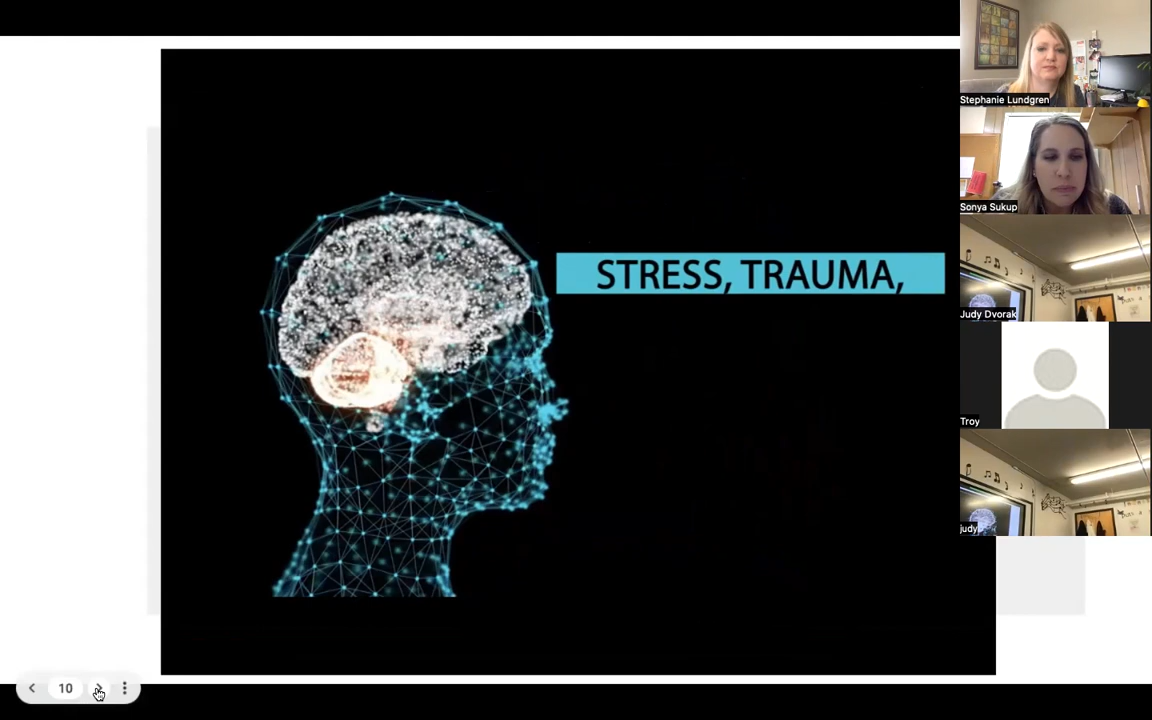 STRESS, TRAUMA,
Stephanie Lundgren
Sonya Sukup
Judy Dvorak
Troy
judy
10